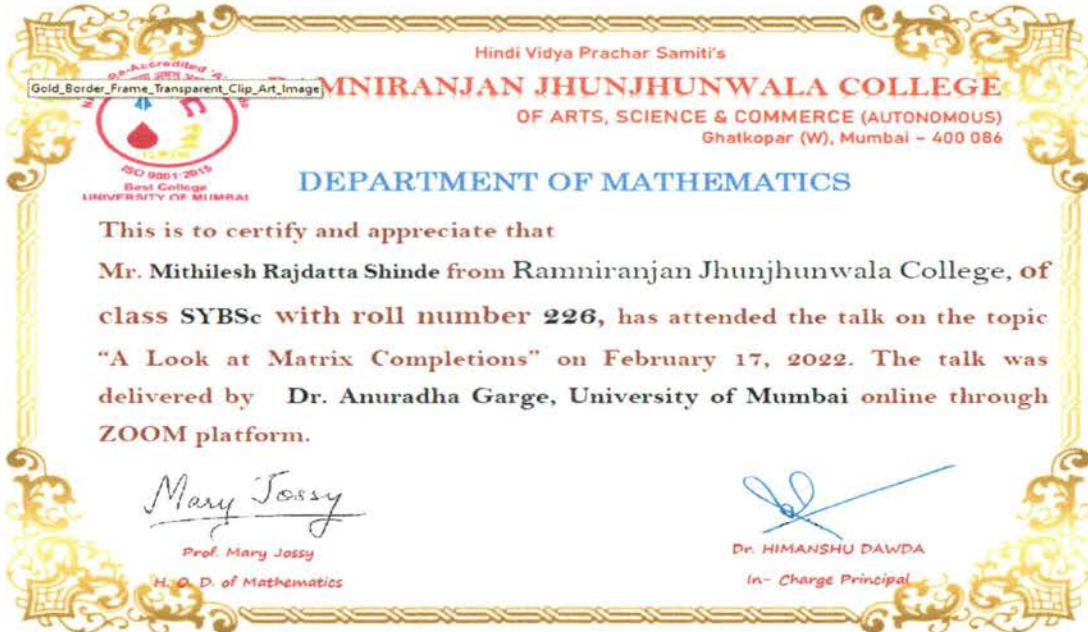 Hindi Vidya Prachar Samiti's
Re-Accredited 'A'
Gold_Border_Frame_Transparent_Clip_Art_Image
MNIRANJAN JHUNJHUNWALA COLLEGE
OF ARTS, SCIENCE & COMMERCE (AUTONOMOUS)
Ghatkopar (W), Mumbai – 400 086
ISO 9001:2015
Best College
UNIVERSITY OF MUMBAI
DEPARTMENT OF MATHEMATICS
This is to certify and appreciate that
Mr. Mithilesh Rajdatta Shinde from Ramniranjan Jhunjhunwala College, of
class SYBSc with roll number 226, has attended the talk on the topic
“A Look at Matrix Completions” on February 17, 2022. The talk was
delivered by Dr. Anuradha Garge, University of Mumbai online through
ZOOM platform.
Mary Jossy
Prof. Mary Jossy
H. O. D. of Mathematics
Dr. HIMANSHU DAWDA
In- Charge Principal